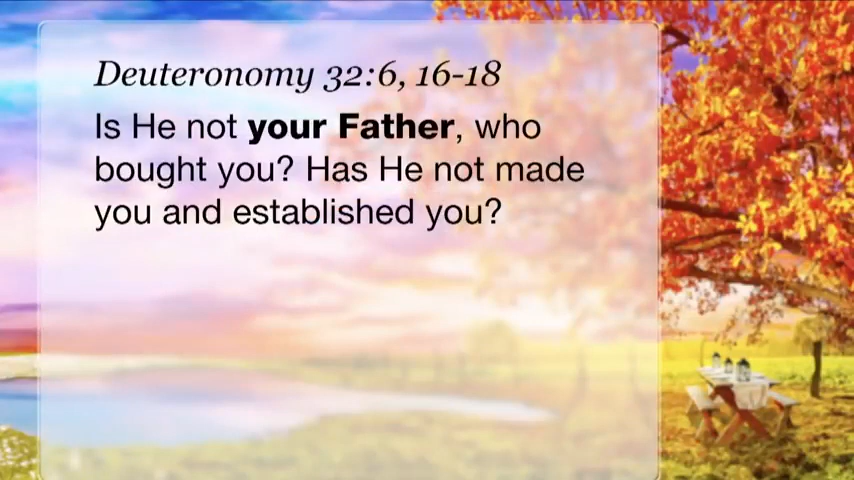 Deuteronomy 32:6, 16-18
Is He not your Father, who
bought you? Has He not made
you and established you?